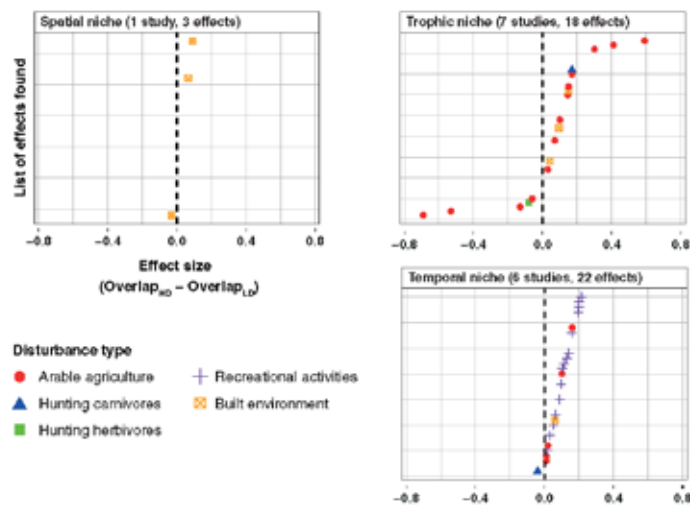 Spatial niche (1 study, 3 effects)
List of effects found
−0.8 −0.4 0.0 0.4 0.8
Effect size
(Overlap_HD − Overlap_LD)
Trophic niche (7 studies, 18 effects)
−0.8 −0.4 0.0 0.4 0.8
Temporal niche (6 studies, 22 effects)
−0.8 −0.4 0.0 0.4 0.8
Disturbance type
Arable agriculture
Hunting carnivores
Hunting herbivores
Recreational activities
Built environment